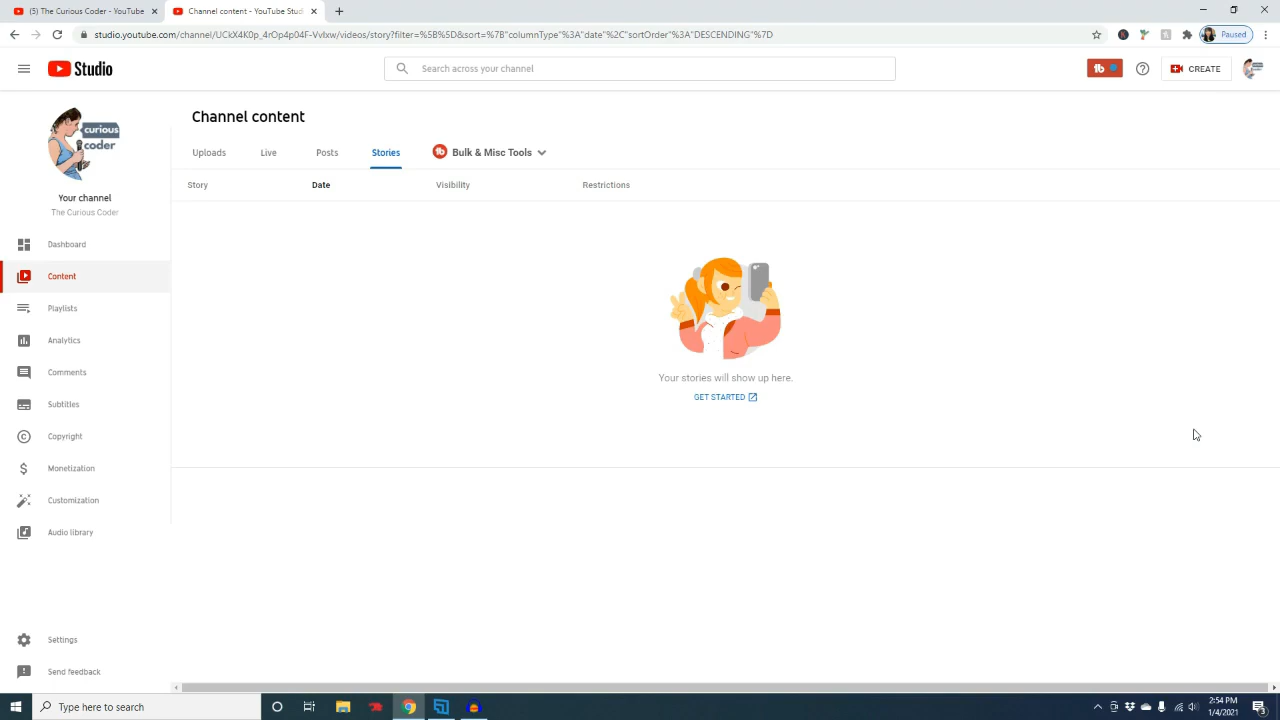 (5) The Curious Coder - YouTub
Channel content - YouTube Stud
studio.youtube.com/channel/UCkX4K0p_4rOp4p04F-VvIxw/videos/story?filter=%5B%5D&sort=%7B"columnType"%3A"date"%2C"sortOrder"%3A"DESCENDING"%7D
Paused
Studio
Search across your channel
CREATE
curious
coder
Your channel
The Curious Coder
Dashboard
Content
Playlists
Analytics
Comments
Subtitles
Copyright
Monetization
Customization
Audio library
Settings
Send feedback
Channel content
Uploads
Live
Posts
Stories
Bulk & Misc Tools
Story
Date
Visibility
Restrictions
Your stories will show up here.
GET STARTED
Type here to search
2:54 PM
1/4/2021
3